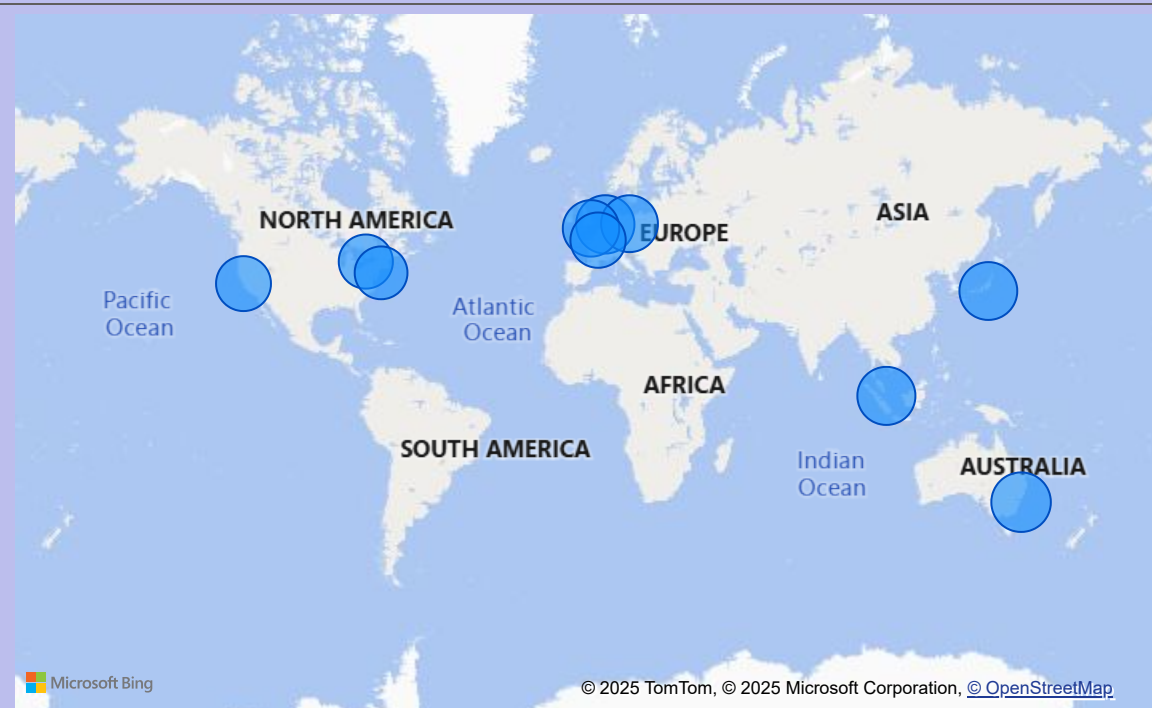 NORTH AMERICA
ASIA
EUROPE
Pacific
Ocean
Atlantic
Ocean
AFRICA
SOUTH AMERICA
Indian
Ocean
AUSTRALIA
Microsoft Bing
© 2025 TomTom, © 2025 Microsoft Corporation, © OpenStreetMap